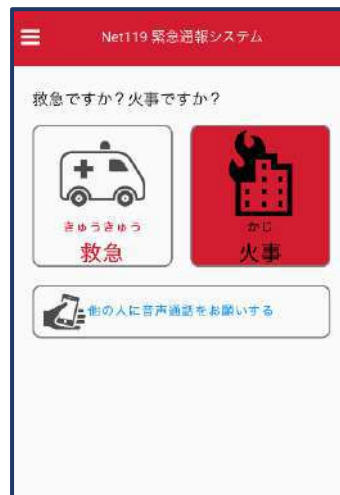 Net119 緊急通報システム
救急ですか？火事ですか？
きゅうきゅう
救急
かじ
火事
他の人に音声通話をお願いする